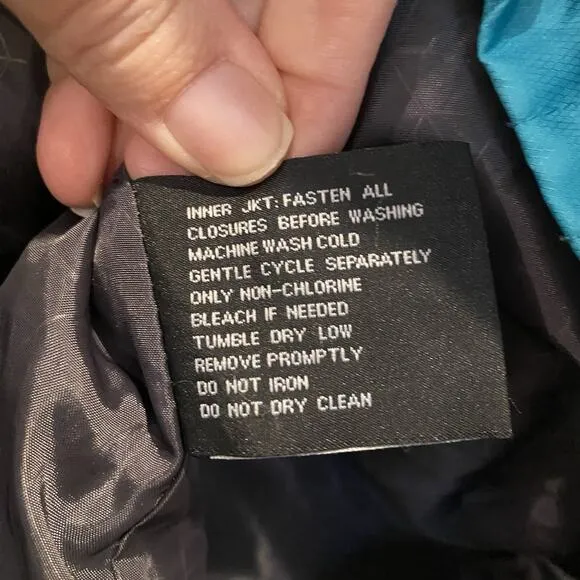 INNER JKT: FASTEN ALL
CLOSURES BEFORE WASHING
MACHINE WASH COLD
GENTLE CYCLE SEPARATELY
ONLY NON-CHLORINE
BLEACH IF NEEDED
TUMBLE DRY LOW
REMOVE PROMPTLY
DO NOT IRON
DO NOT DRY CLEAN